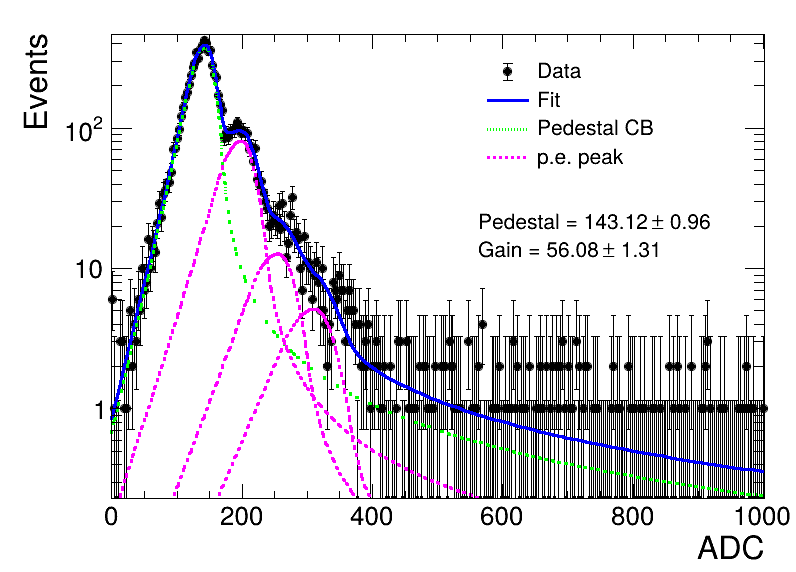 Events
Data
Fit
Pedestal CB
p.e. peak
Pedestal = 143.12 ± 0.96
Gain = 56.08 ± 1.31
10²
10
1
0 200 400 600 800 1000
ADC